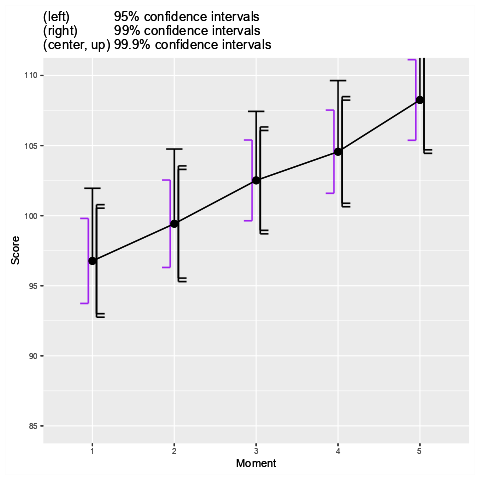 (left) 95% confidence intervals
(right) 99% confidence intervals
(center, up) 99.9% confidence intervals
110
105
100
95
90
85
Score
1 2 3 4 5
Moment